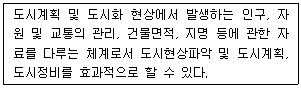 도시계획 및 도시화 현상에서 발생하는 인구, 자
원 및 교통의 관리, 건물면적, 지명 등에 관한 자
료를 다루는 체계로서 도시현상파악 및 도시계획,
도시정비를 효과적으로 할 수 있다.